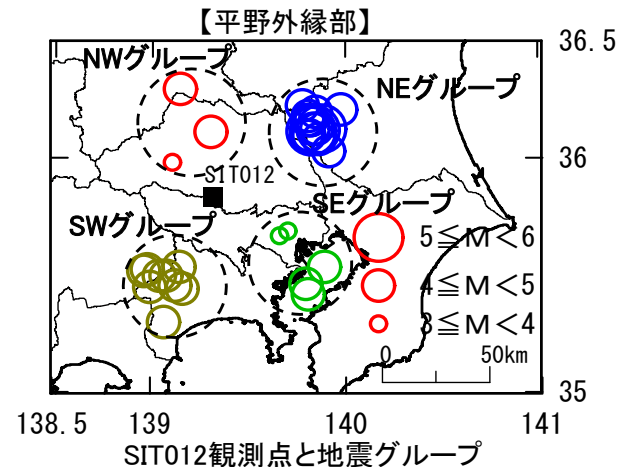 【平野外縁部】
36.5
NWグループ
NEグループ
36
SIT012
SEグループ
SWグループ
5≦M<6
4≦M<5
3≦M<4
0 50km
35
138.5 139 140 141
SIT012観測点と地震グループ